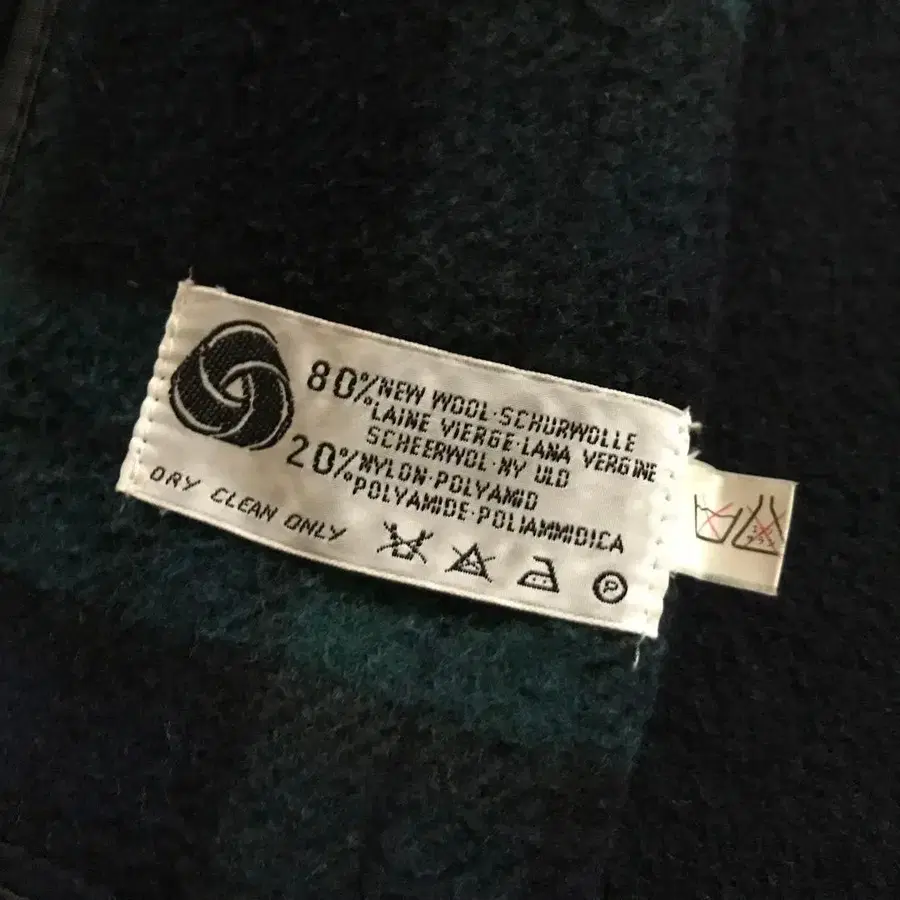 80% NEW WOOL·SCHURWOLLE
LAINE VIERGE·LANA VERGINE
SCHEERWOL·NY ULD
20% NYLON·POLYAMID
POLYAMIDE·POLIAMMIDICA
DRY CLEAN ONLY
P